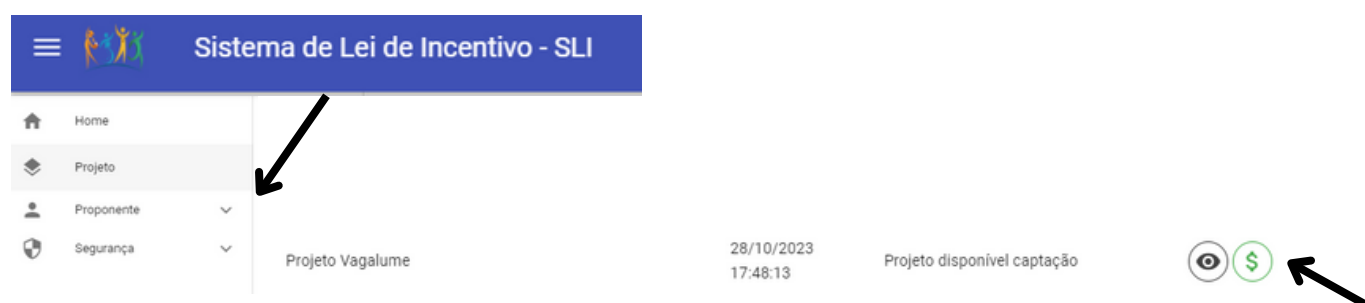 Sistema de Lei de Incentivo - SLI
Home
Projeto
Proponente
Segurança
Projeto Vagalume
28/10/2023
17:48:13
Projeto disponível captação
$